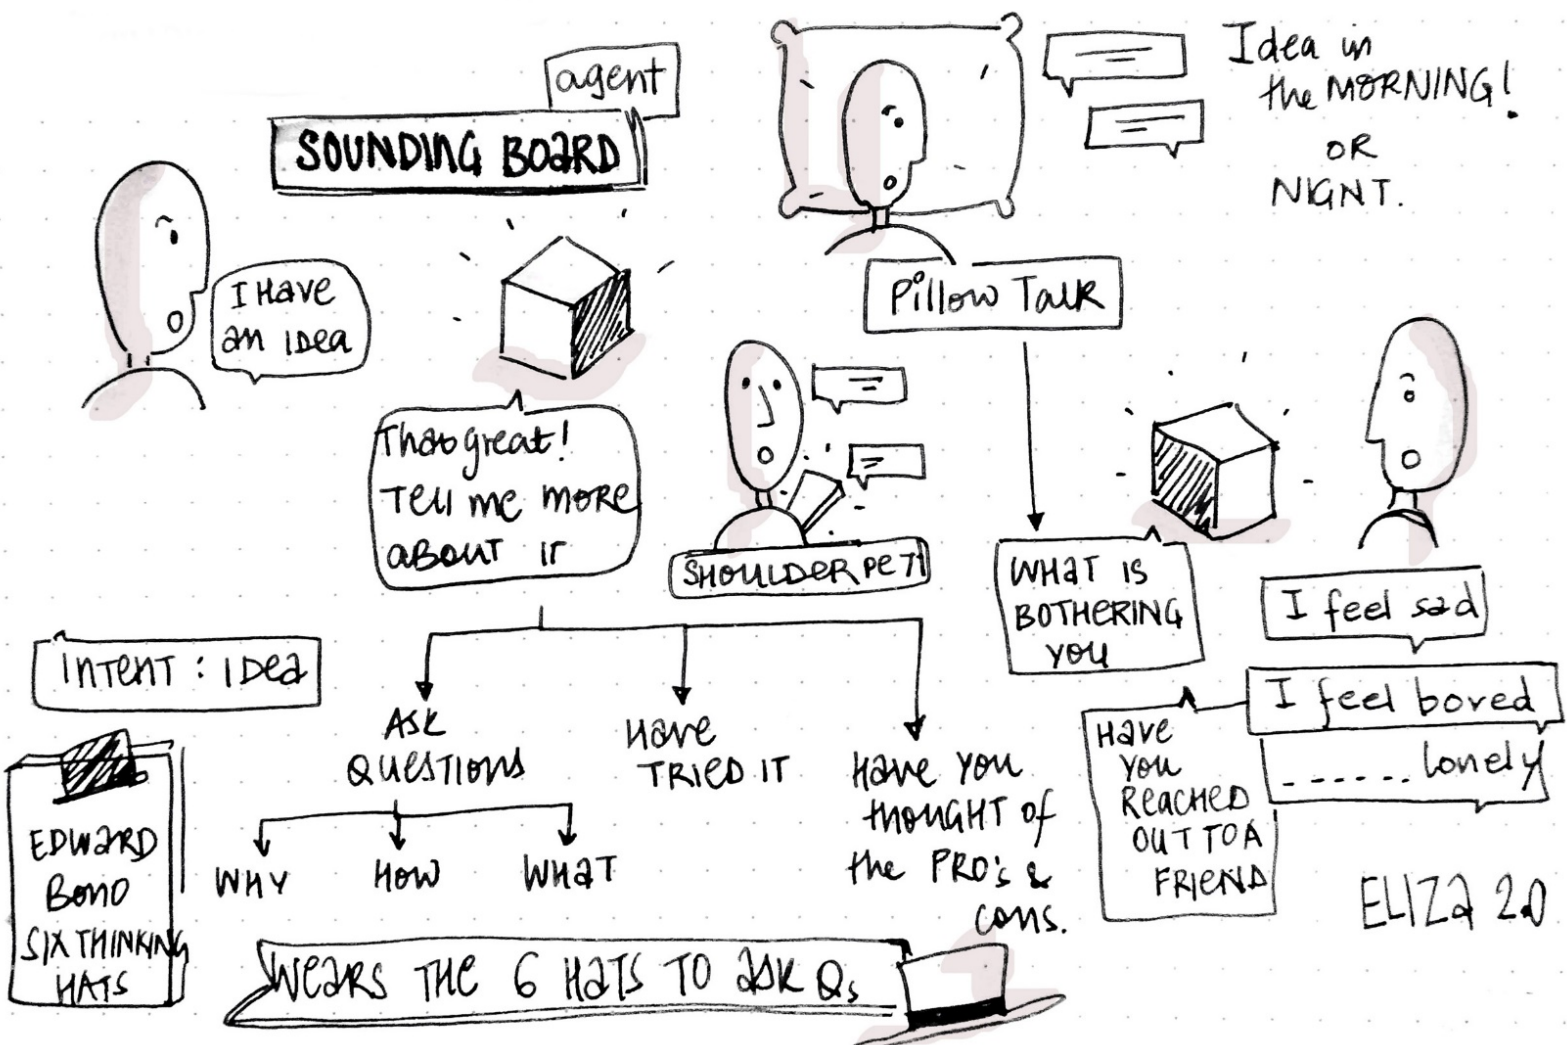 agent
SOUNDING BOARD
I Have
an IDea
That great!
Tell me more
about it
Idea in
the MORNING!
OR
NIGNT.
Pillow Talk
SHOULDER PET
WHAT IS
BOTHERING
YOU
I feel sad
I feel bored
...... lonely
Have
you
REACHED
OUT TO A
FRIEND
ELIZA 2.0
INTENT : IDea
ASK
QUESTIONS
WHY
HOW
WHAT
Have
TRIED IT
Have You
thought of
the PRO's &
cons.
EDWARD
BONO
SIX THINKING
HATS
WEARS THE 6 HATS TO ASK Qs